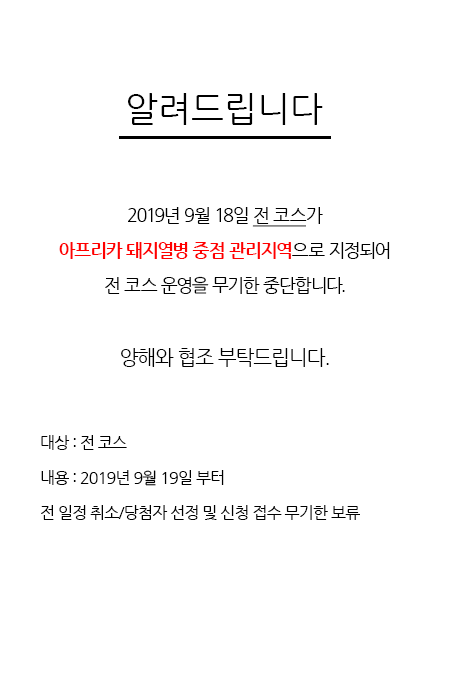 알려드립니다
2019년 9월 18일 전 코스가
아프리카 돼지열병 중점 관리지역으로 지정되어
전 코스 운영을 무기한 중단합니다.
양해와 협조 부탁드립니다.
대상 : 전 코스
내용 : 2019년 9월 19일 부터
전 일정 취소/당첨자 선정 및 신청 접수 무기한 보류